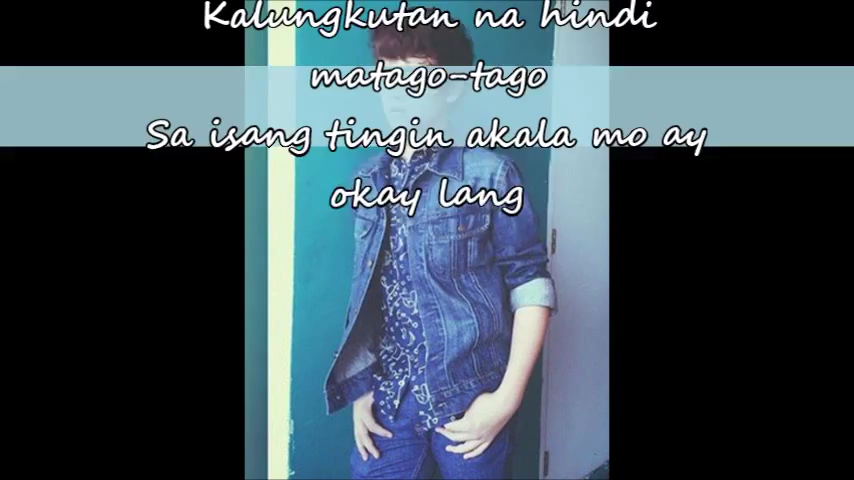 Kalungkutan na hindi
matago-tago
Sa isang tingin akala mo ay
okay lang